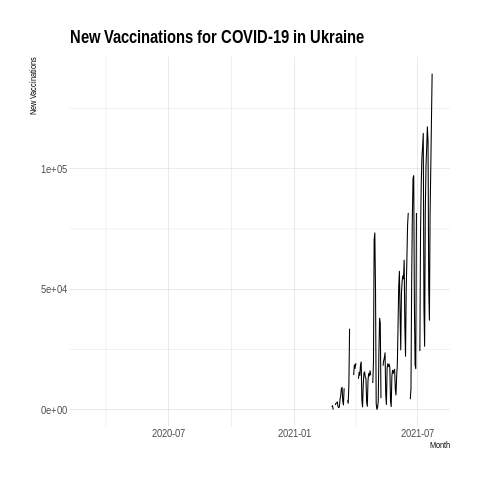 New Vaccinations for COVID-19 in Ukraine
New Vaccinations
1e+05
5e+04
0e+00
2020-07
2021-01
2021-07
Month